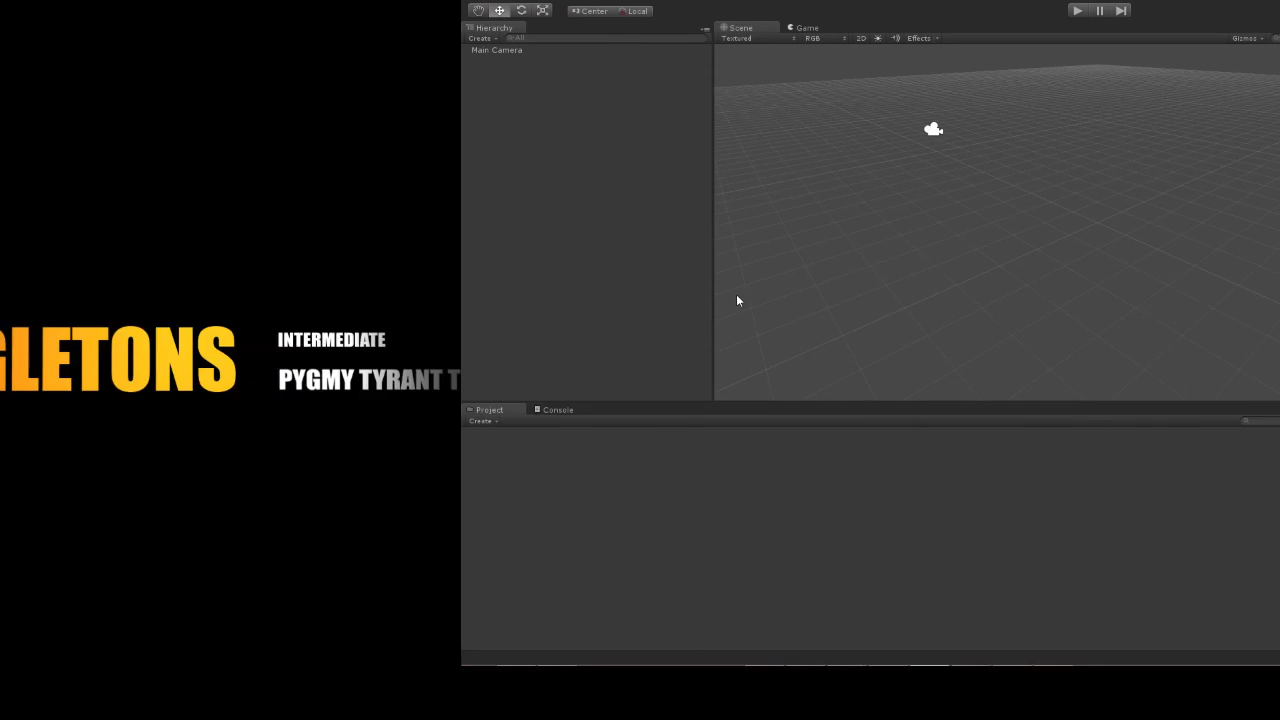 GLETONS
INTERMEDIATE
PYGMY TYRANT T
Center Local
Hierarchy
Create All
Main Camera
Scene Game
Textured RGB 2D Effects Gizmos
Project Console
Create